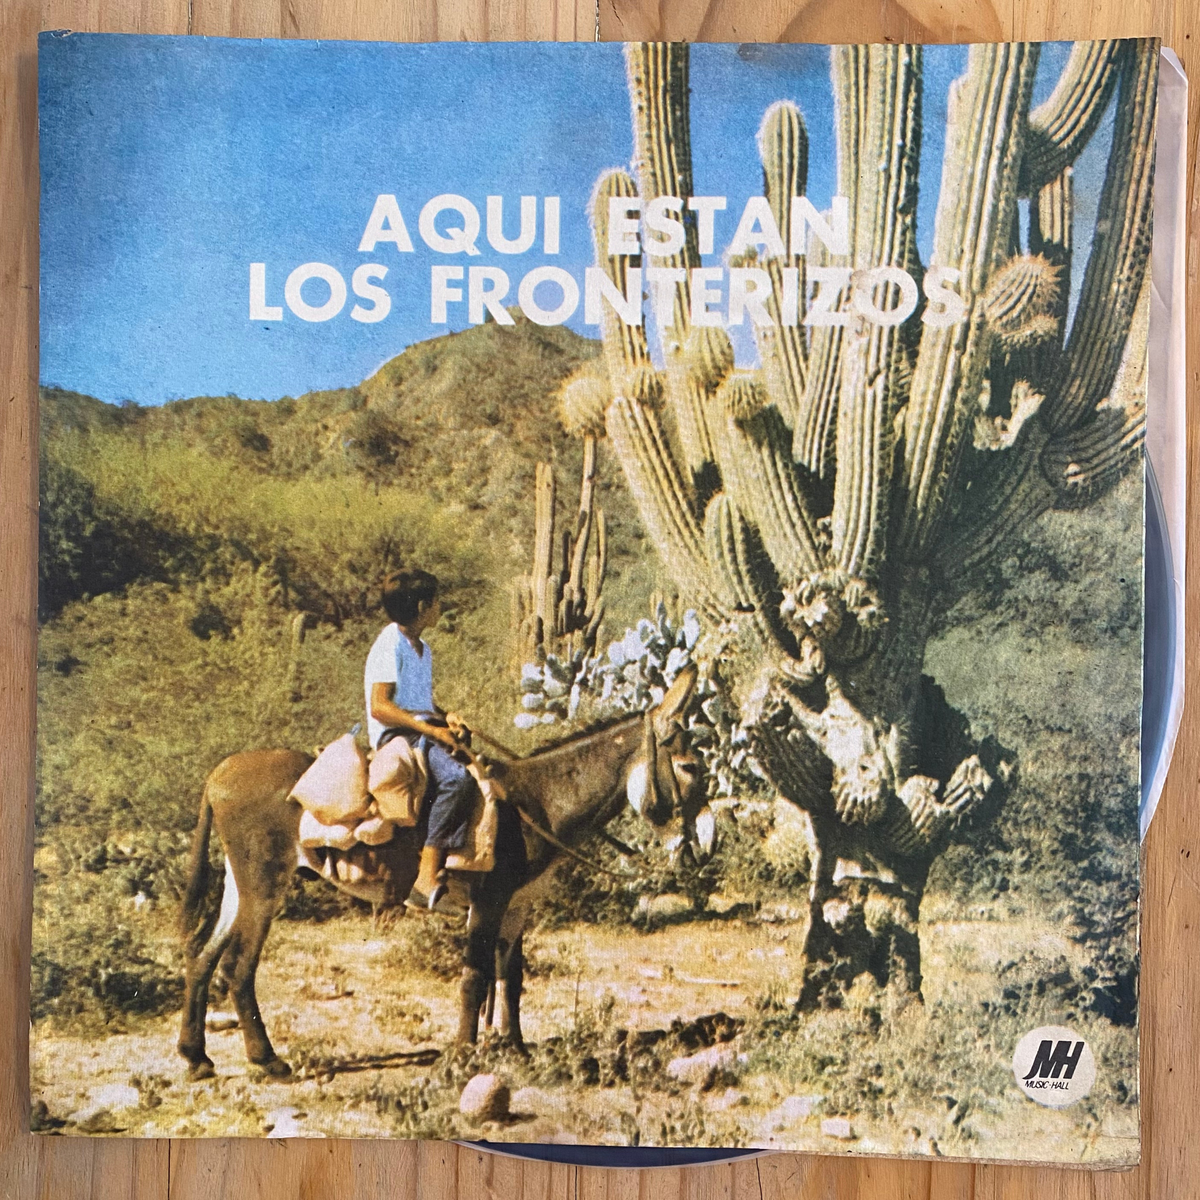 AQUI ESTAN
LOS FRONTERIZOS
MH
MUSIC-HALL